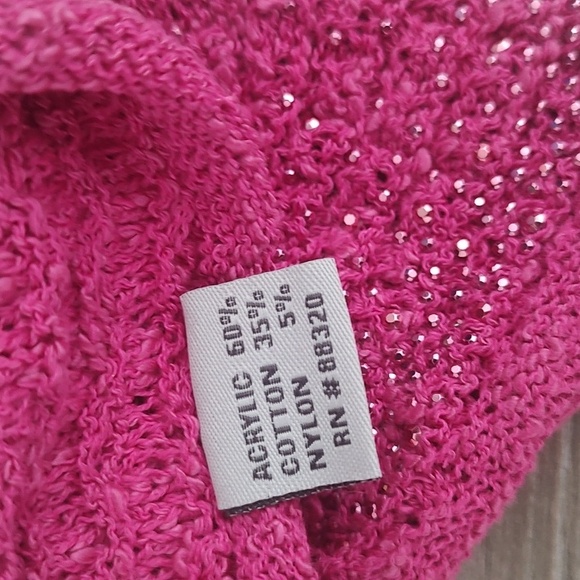 ACRYLIC 60%
COTTON 35%
NYLON 5%
RN # 88320